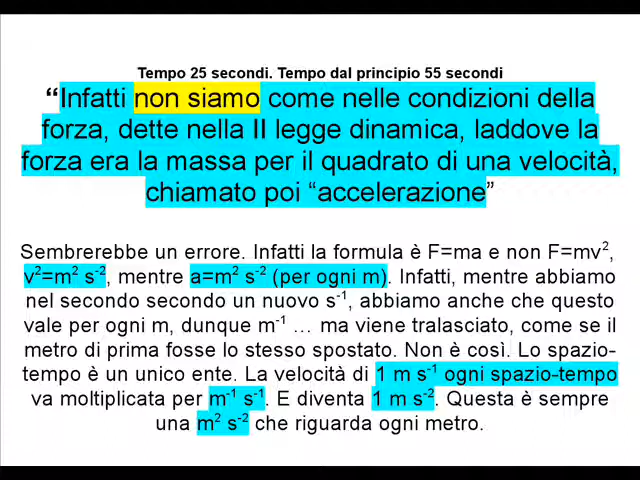 Tempo 25 secondi. Tempo dal principio 55 secondi
“Infatti non siamo come nelle condizioni della
forza, dette nella II legge dinamica, laddove la
forza era la massa per il quadrato di una velocità,
chiamato poi “accelerazione”
Sembrerebbe un errore. Infatti la formula è F=ma e non F=mv²,
v²=m² s⁻², mentre a=m² s⁻² (per ogni m). Infatti, mentre abbiamo
nel secondo secondo un nuovo s⁻¹, abbiamo anche che questo
vale per ogni m, dunque m⁻¹ … ma viene tralasciato, come se il
metro di prima fosse lo stesso spostato. Non è così. Lo spazio-
tempo è un unico ente. La velocità di 1 m s⁻¹ ogni spazio-tempo
va moltiplicata per m⁻¹ s⁻¹. E diventa 1 m s⁻². Questa è sempre
una m² s⁻² che riguarda ogni metro.